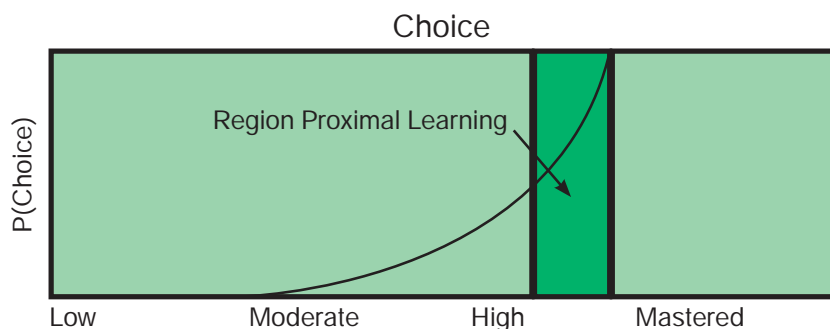 Choice
P(Choice)
Region Proximal Learning
Low Moderate High Mastered